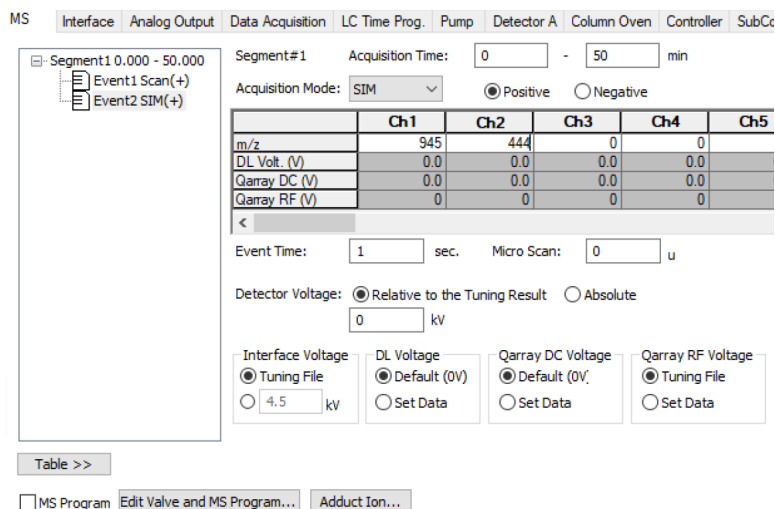 MS Interface Analog Output Data Acquisition LC Time Prog. Pump Detector A Column Oven Controller SubCo
Segment1 0.000 - 50.000
Event1 Scan(+)
Event2 SIM(+)
Segment#1 Acquisition Time: 0 - 50 min
Acquisition Mode: SIM Positive Negative
Ch1 Ch2 Ch3 Ch4 Ch5
m/z 945 444 0 0
DL Volt. (V) 0.0 0.0 0.0 0.0
Qarray DC (V) 0.0 0.0 0.0 0.0
Qarray RF (V) 0 0 0 0
<
Event Time: 1 sec. Micro Scan: 0 u
Detector Voltage: Relative to the Tuning Result Absolute
0 kV
Interface Voltage DL Voltage Qarray DC Voltage Qarray RF Voltage
Tuning File Default (0V) Default (0V) Tuning File
4.5 kV Set Data Set Data Set Data
Table >>
MS Program Edit Valve and MS Program... Adduct Ion...